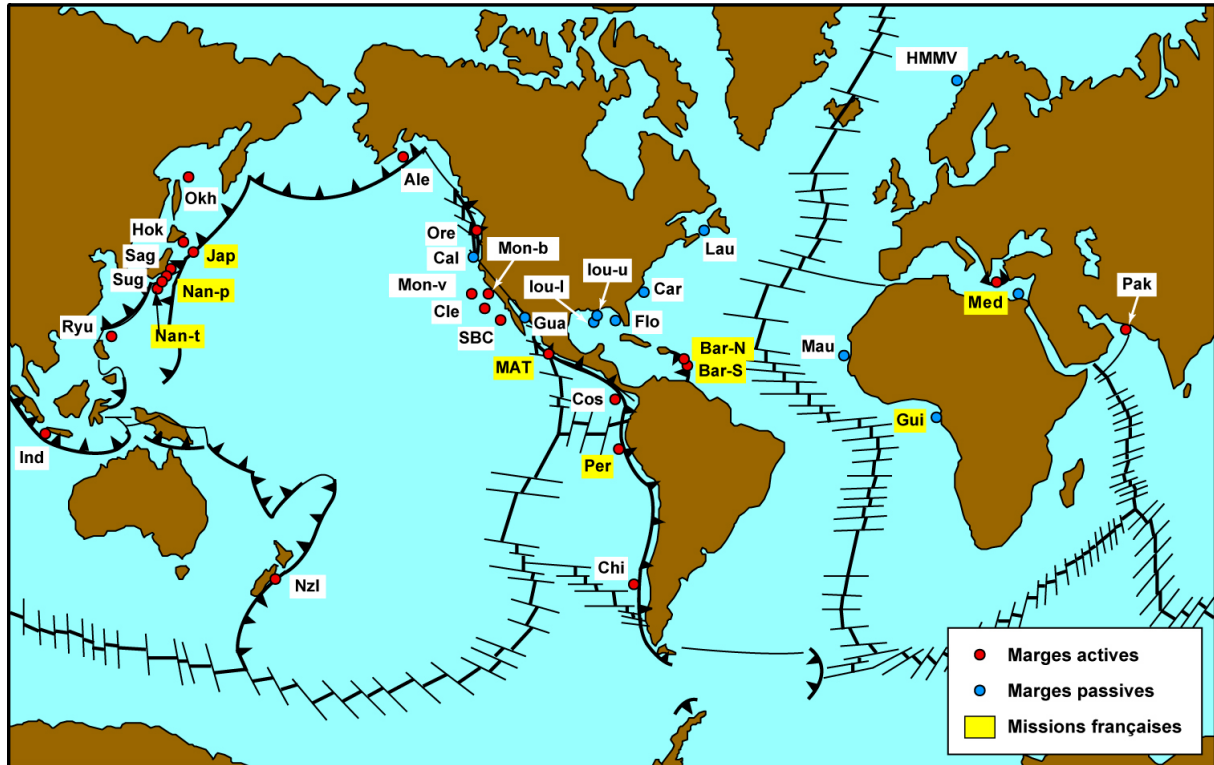 HMMV
Ale
Okh
Hok
Sag
Jap
Sug
Nan-p
Ryu
Nan-t
Ind
Nzl
Ore
Mon-b
Cal
Mon-v
Iou-u
Iou-l
Cle
SBC
Gua
Flo
Car
Lau
MAT
Bar-N
Bar-S
Cos
Per
Chi
Mau
Gui
Med
Pak
Marges actives
Marges passives
Missions françaises